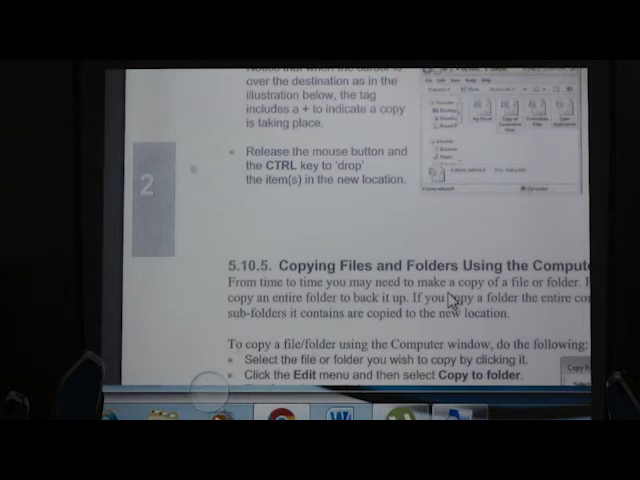 over the destination as in the
illustration below, the tag
includes a + to indicate a copy
is taking place.
• Release the mouse button and
the CTRL key to 'drop'
the item(s) in the new location.
2
5.10.5. Copying Files and Folders Using the Compute
From time to time you may need to make a copy of a file or folder.
copy an entire folder to back it up. If you copy a folder the entire
sub-folders it contains are copied to the new location.
To copy a file/folder using the Computer window, do the following:
• Select the file or folder you wish to copy by clicking it.
• Click the Edit menu and then select Copy to folder.
Copy
W